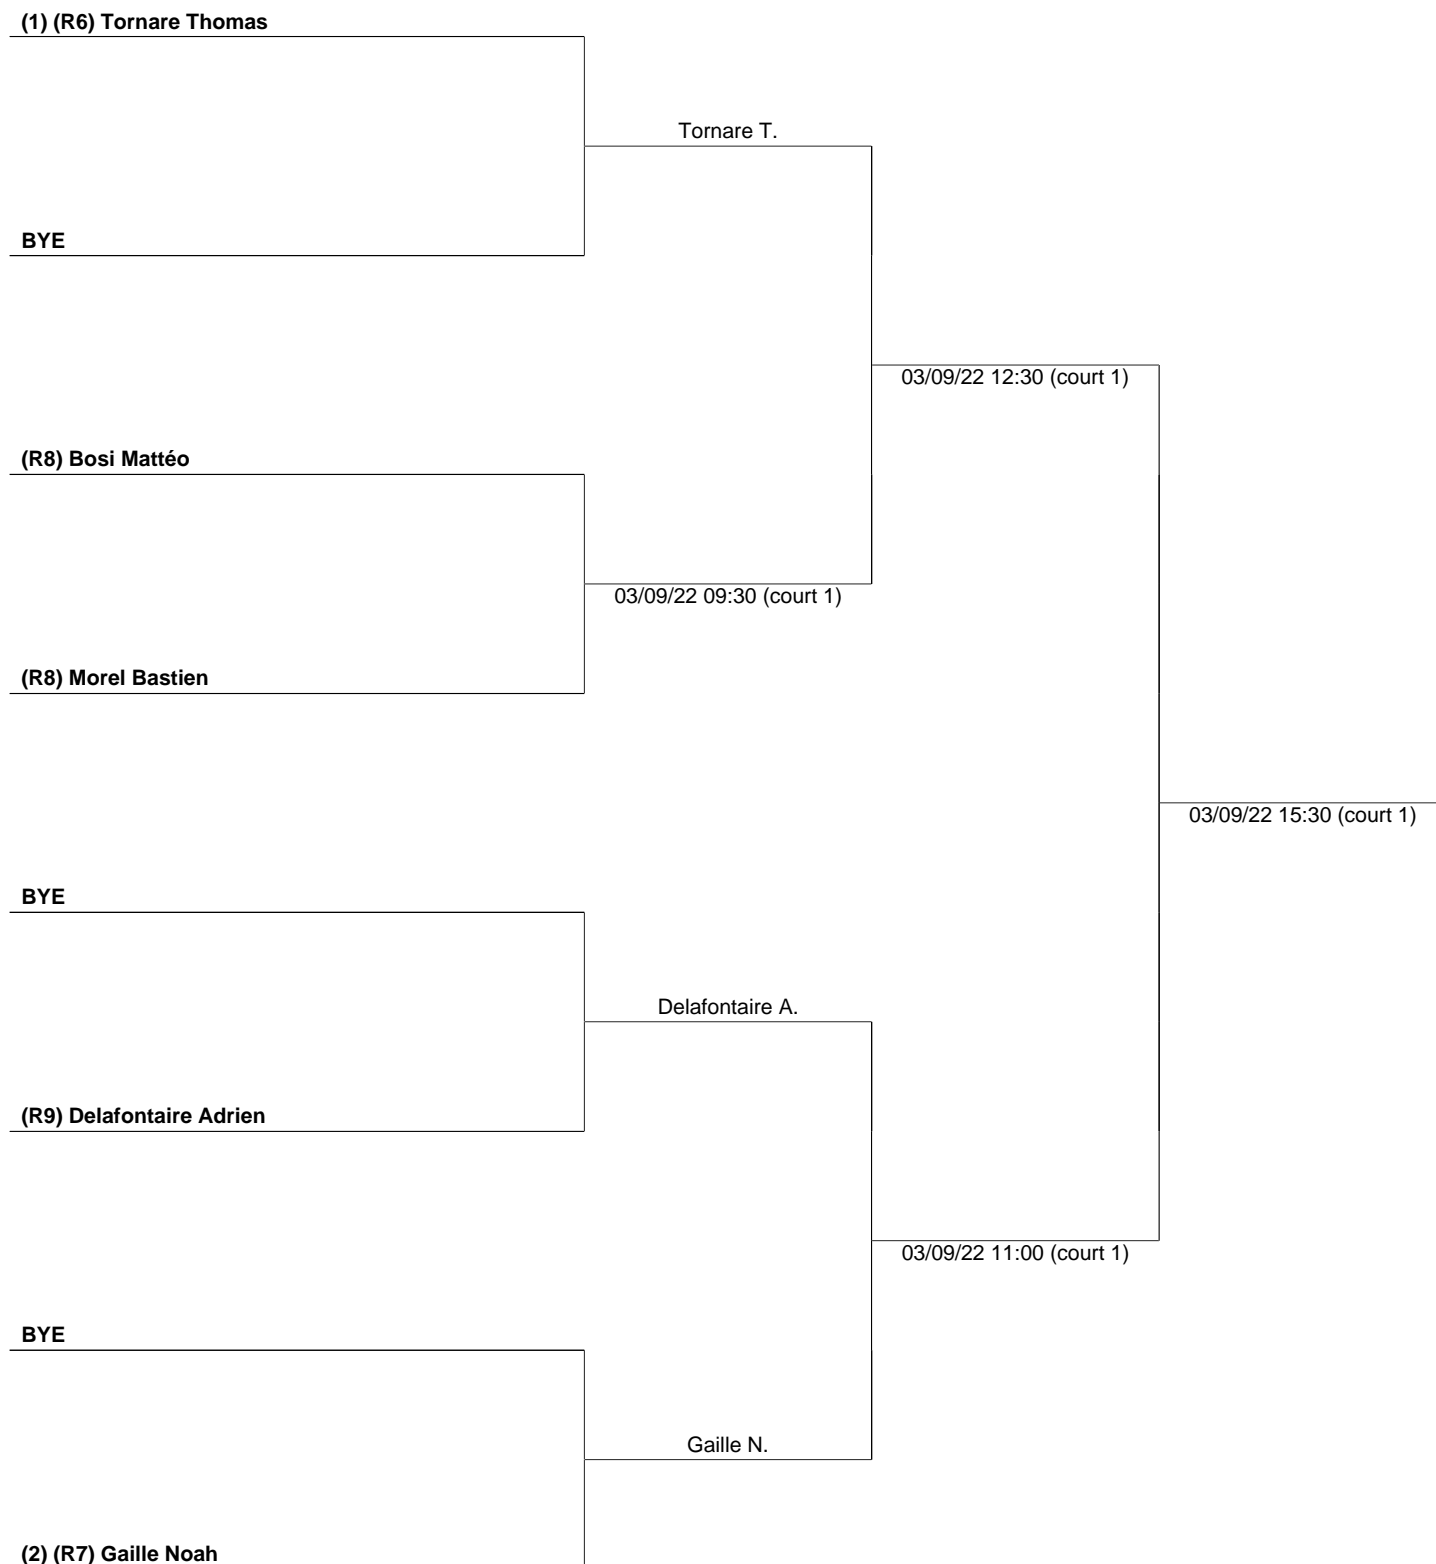 (1) (R6) Tornare Thomas
Tornare T.
BYE
03/09/22 12:30 (court 1)
(R8) Bosi Mattéo
03/09/22 09:30 (court 1)
(R8) Morel Bastien
03/09/22 15:30 (court 1)
BYE
Delafontaire A.
(R9) Delafontaire Adrien
03/09/22 11:00 (court 1)
BYE
Gaille N.
(2) (R7) Gaille Noah